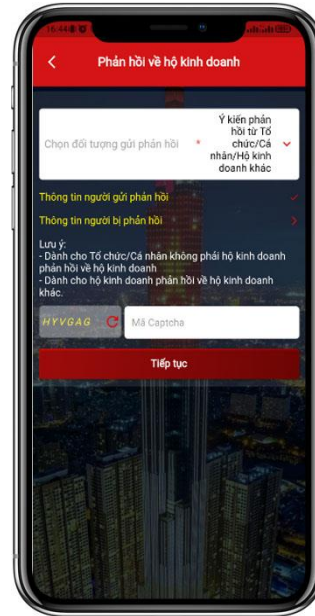 16:44
Phản hồi về hộ kinh doanh
Chọn đối tượng gửi phản hồi *
Ý kiến phản
hồi từ Tổ
chức/Cá
nhân/Hộ kinh
doanh khác
Thông tin người gửi phản hồi
Thông tin người bị phản hồi
Lưu ý:
- Dành cho Tổ chức/Cá nhân không phải hộ kinh doanh
phản hồi về hộ kinh doanh
- Dành cho hộ kinh doanh phản hồi về hộ kinh doanh
khác.
HYVGAG
Mã Captcha
Tiếp tục